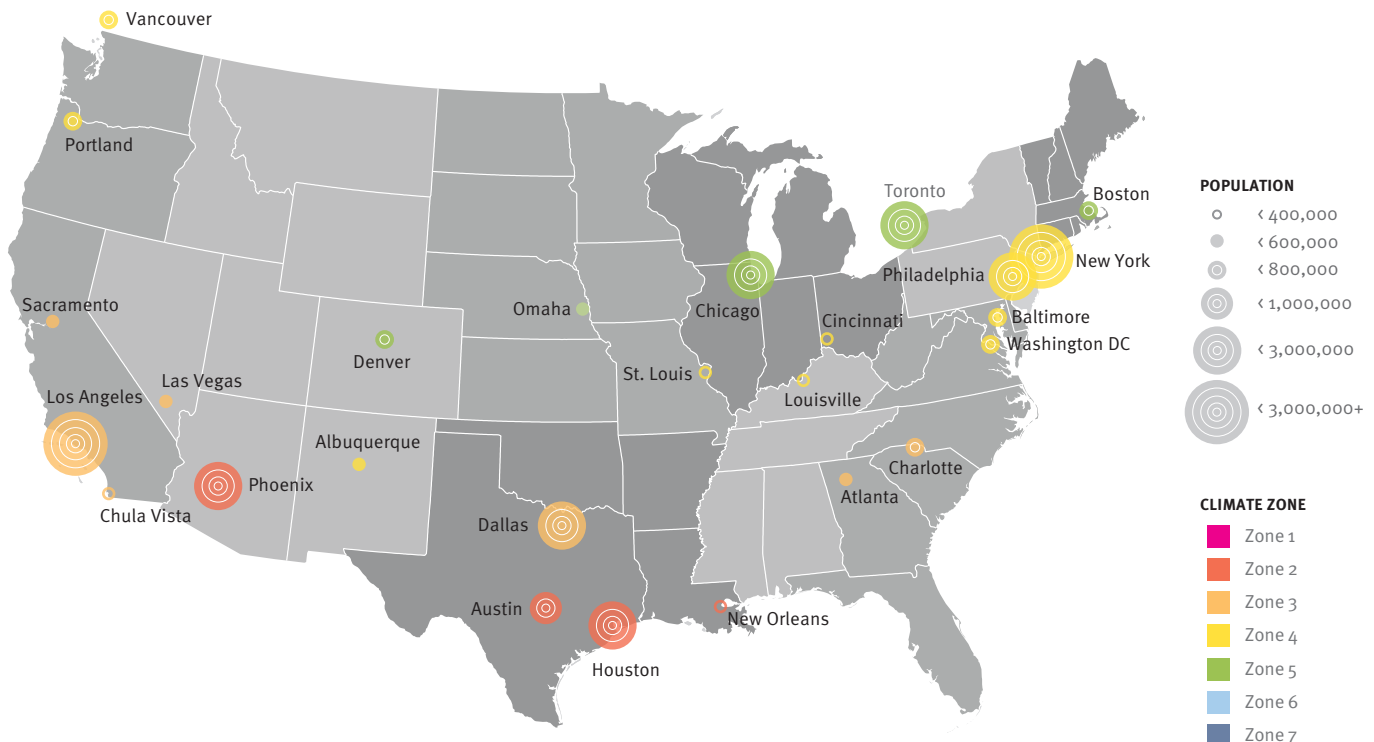 Vancouver
Portland
Toronto
Boston
New York
Philadelphia
Sacramento
Omaha
Chicago
Cincinnati
Baltimore
Washington DC
Denver
St. Louis
Las Vegas
Los Angeles
Louisville
Albuquerque
Charlotte
Phoenix
Atlanta
Chula Vista
Dallas
Austin
New Orleans
Houston
POPULATION
< 400,000
< 600,000
< 800,000
< 1,000,000
< 3,000,000
< 3,000,000+
CLIMATE ZONE
Zone 1
Zone 2
Zone 3
Zone 4
Zone 5
Zone 6
Zone 7